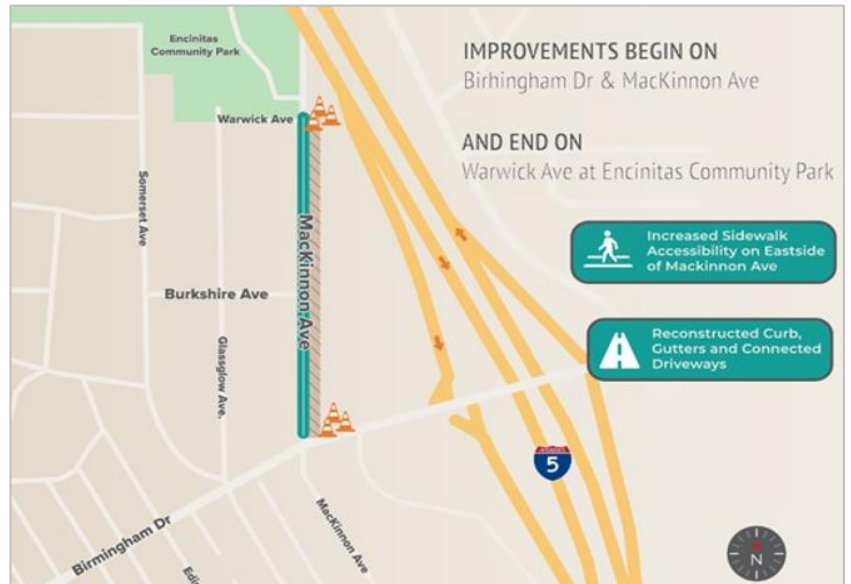 Encinitas
Community Park
IMPROVEMENTS BEGIN ON
Birhingham Dr & MacKinnon Ave
Warwick Ave
AND END ON
Warwick Ave at Encinitas Community Park
Somerset Ave
MacKinnon Ave
Increased Sidewalk
Accessibility on Eastside
of Mackinnon Ave
Burkshire Ave
Glassglow Ave.
Reconstructed Curb,
Gutters and Connected
Driveways
5
Birmingham Dr
MacKinnon Ave
N